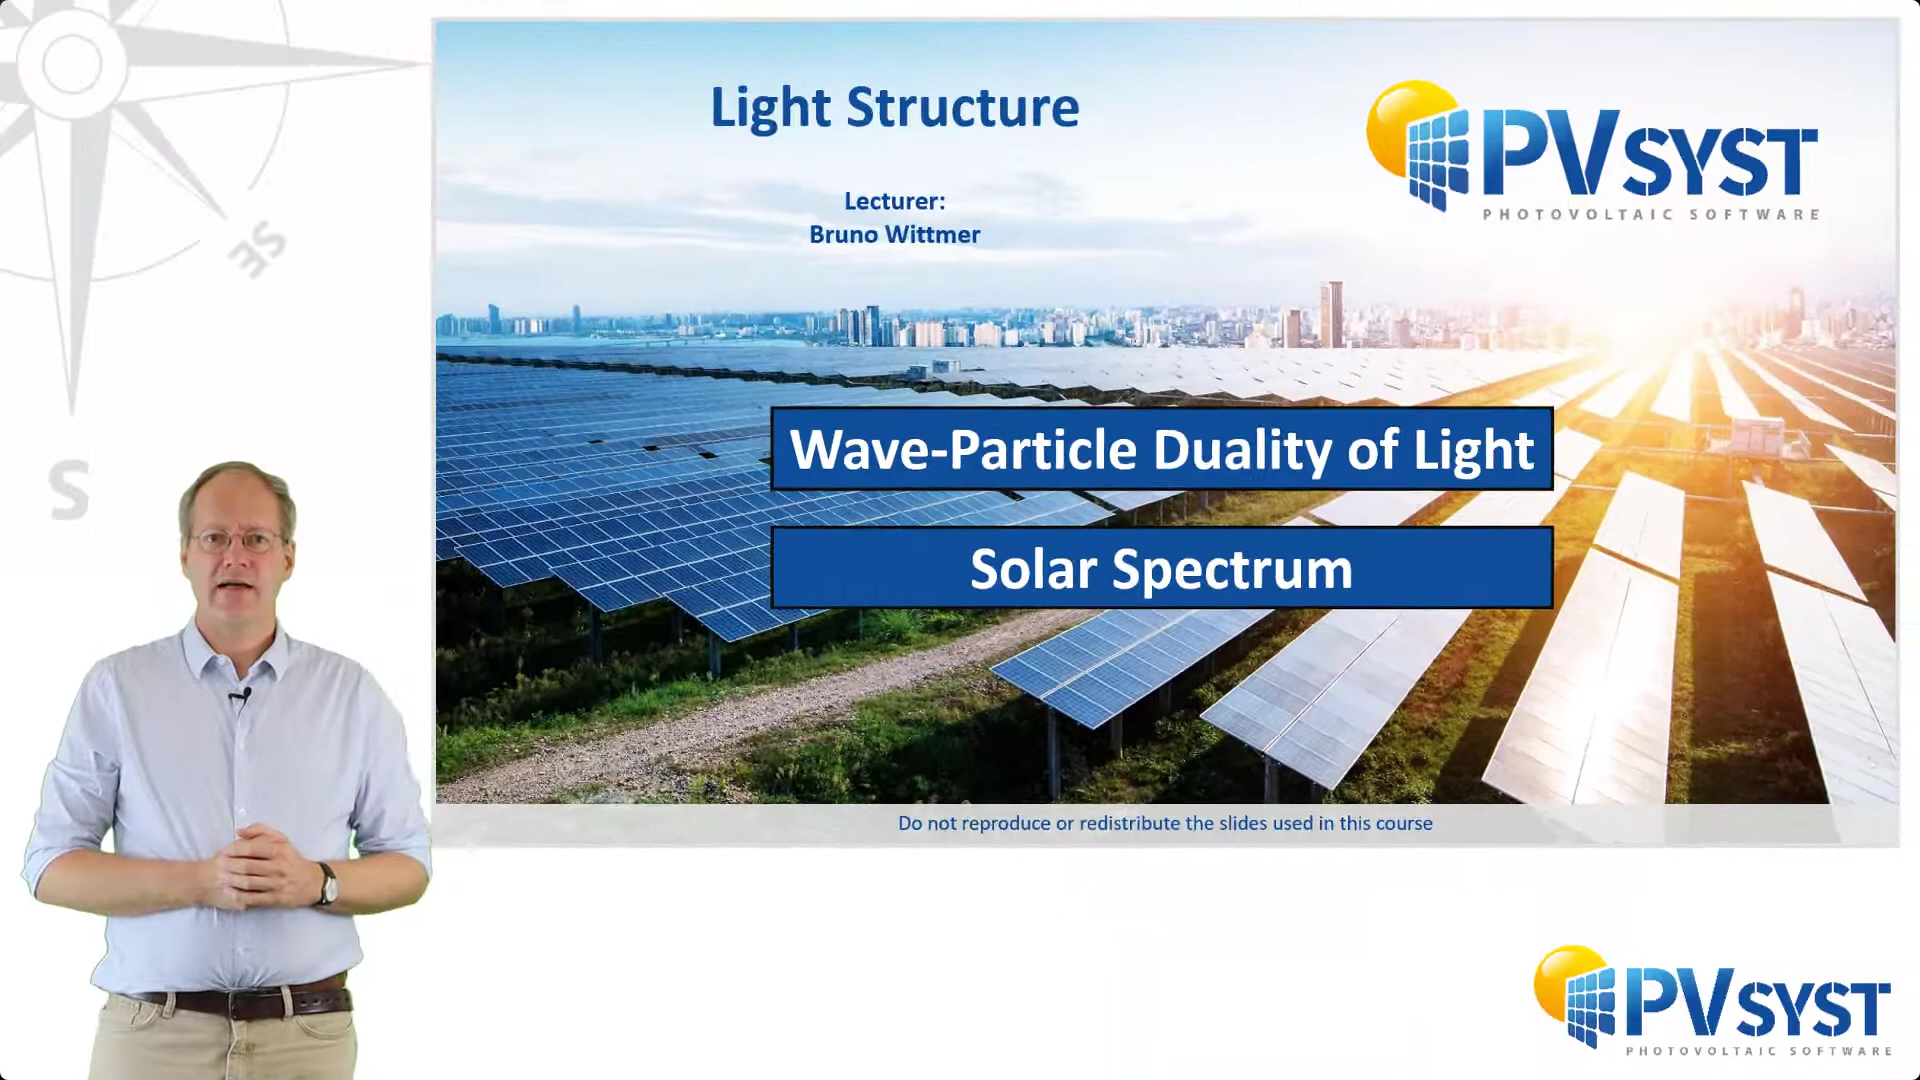 Light Structure
Lecturer:
Bruno Wittmer
PVSYST
PHOTOVOLTAIC SOFTWARE
SE
S
Wave-Particle Duality of Light
Solar Spectrum
Do not reproduce or redistribute the slides used in this course
PVSYST
PHOTOVOLTAIC SOFTWARE